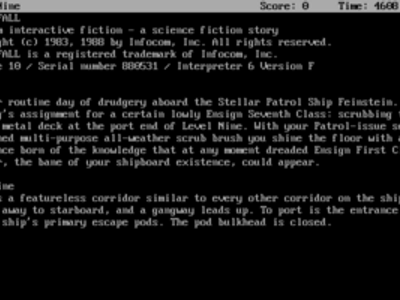 Nine Score: 0 Time: 4600
FALL
interactive fiction - a science fiction story
ght (c) 1983, 1988 by Infocom, Inc. All rights reserved.
FALL is a registered trademark of Infocom, Inc.
10 / Serial number 880531 / Interpreter 6 Version F
routine day of drudgery aboard the Stellar Patrol Ship Feinstein.
's assignment for a certain lowly Ensign Seventh Class: scrubbing
metal deck at the port end of Level Nine. With your Patrol-issue s
ned multi-purpose all-weather scrub brush you shine the floor with a
nce born of the knowledge that at any moment dreaded Ensign First C
r, the bane of your shipboard existence, could appear.
ine
s a featureless corridor similar to every other corridor on the ship
away to starboard, and a gangway leads up. To port is the entrance
ship's primary escape pods. The pod bulkhead is closed.